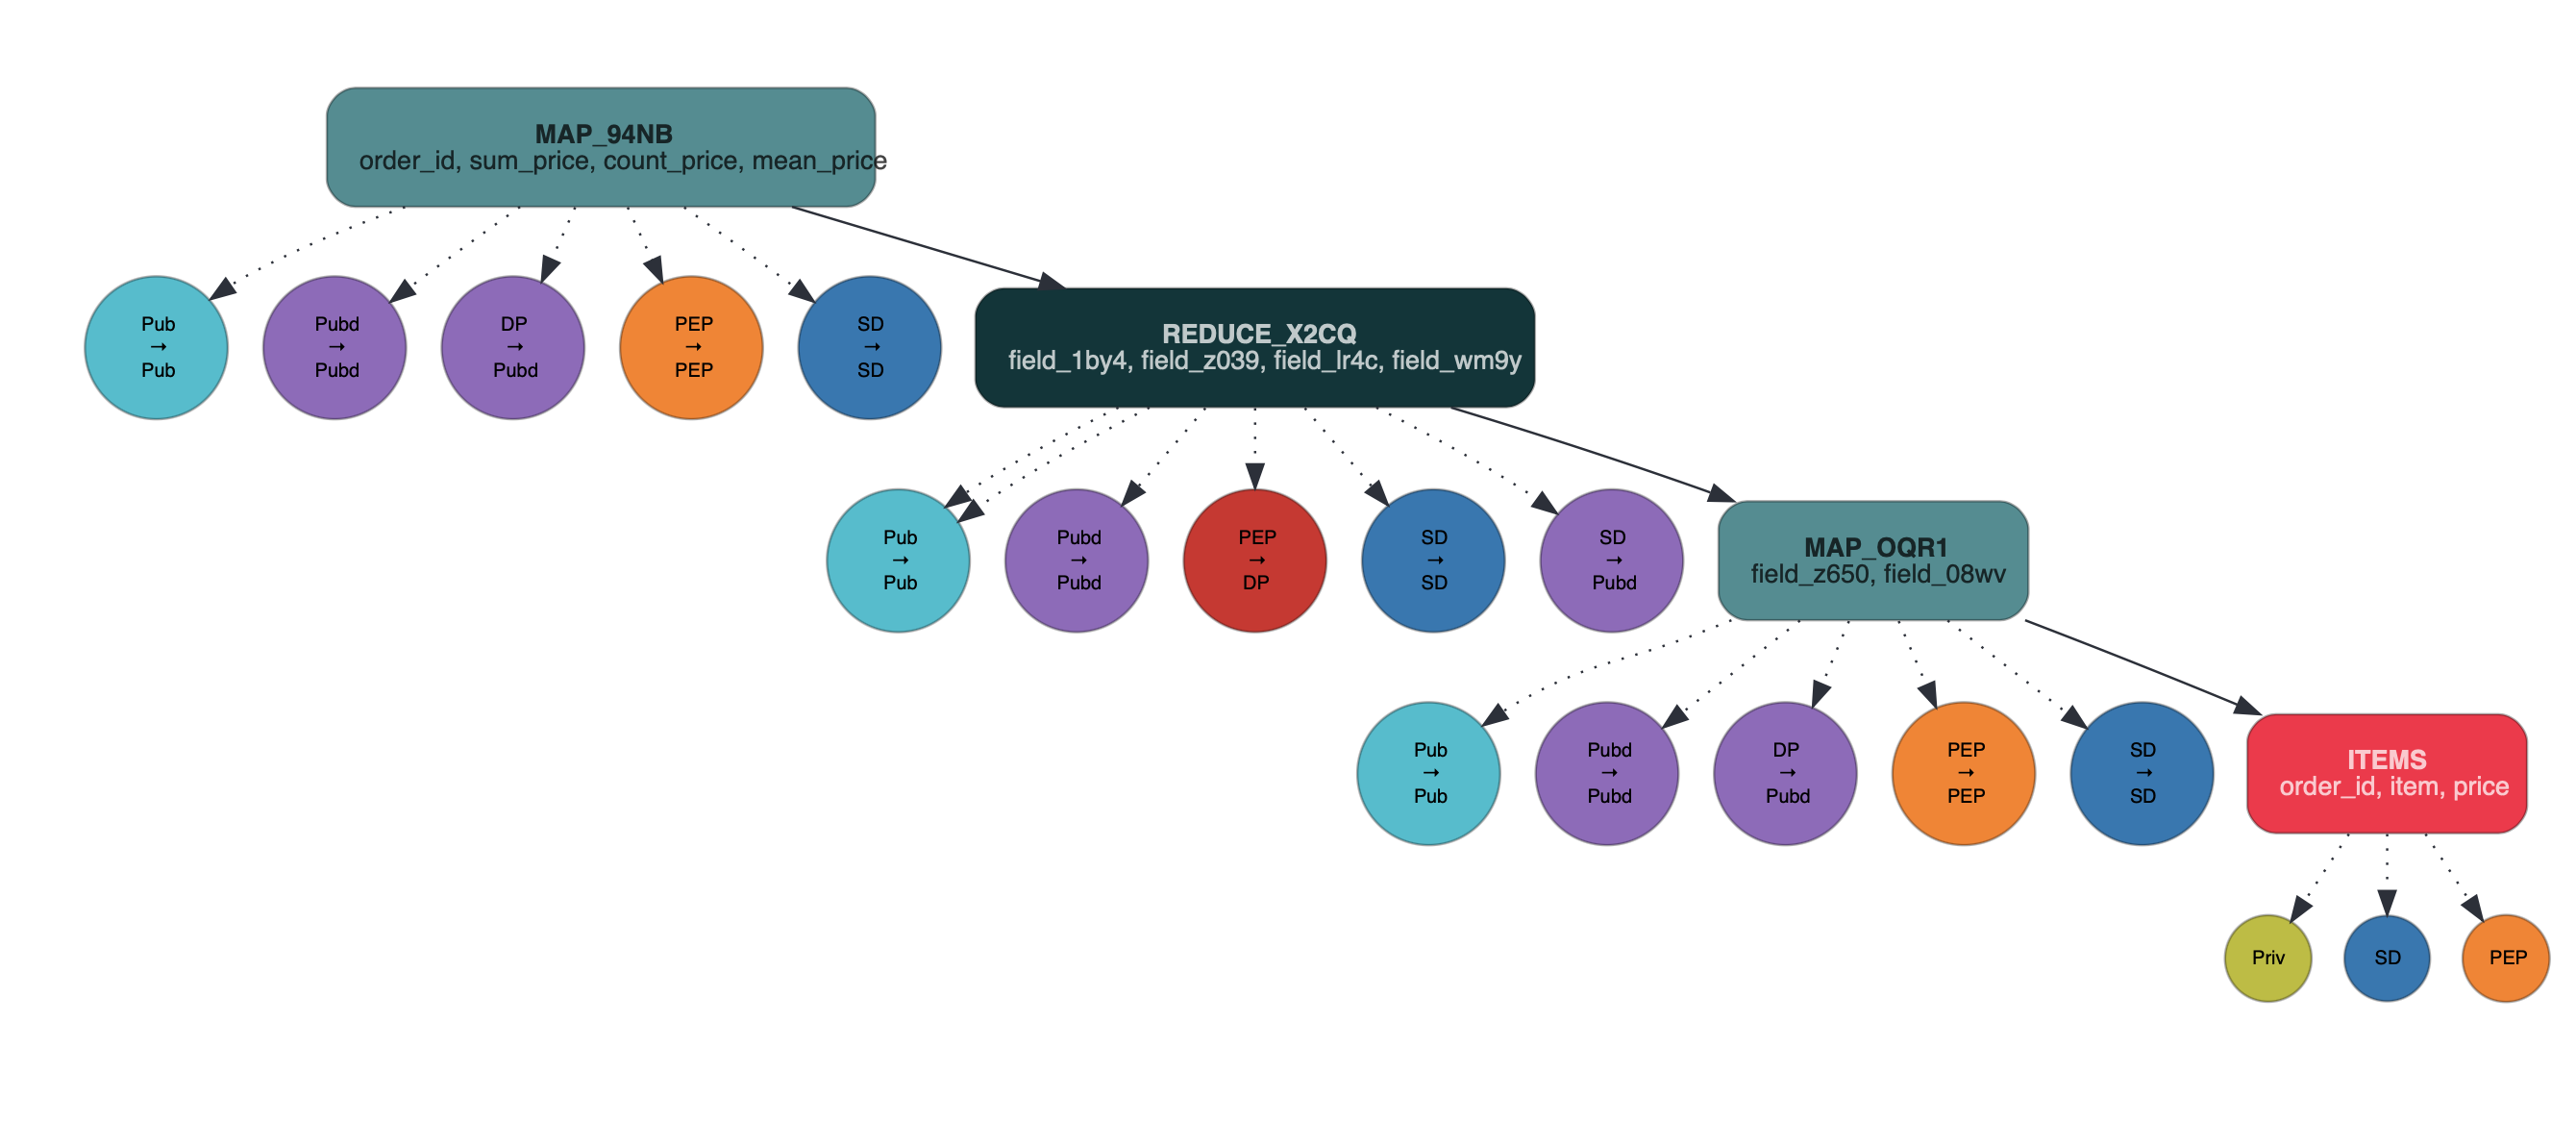 MAP_94NB
order_id, sum_price, count_price, mean_price
Pub
→
Pub
Pubd
→
Pubd
DP
→
Pubd
PEP
→
PEP
SD
→
SD
REDUCE_X2CQ
field_1by4, field_z039, field_lr4c, field_wm9y
Pub
→
Pub
Pubd
→
Pubd
PEP
→
DP
SD
→
SD
SD
→
Pubd
MAP_OQR1
field_z650, field_08wv
Pub
→
Pub
Pubd
→
Pubd
DP
→
Pubd
PEP
→
PEP
SD
→
SD
ITEMS
order_id, item, price
Priv
SD
PEP